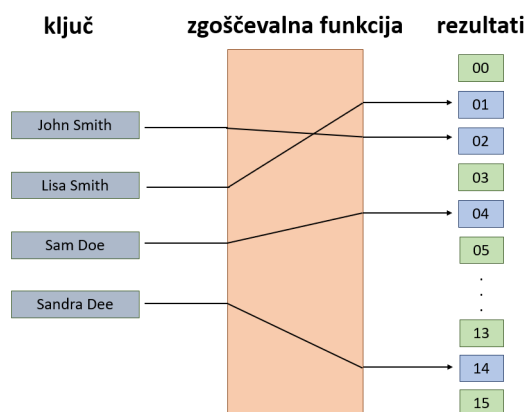 ključ
zgoščevalna funkcija
rezultati
John Smith
Lisa Smith
Sam Doe
Sandra Dee
00
01
02
03
04
05
.
.
.
13
14
15